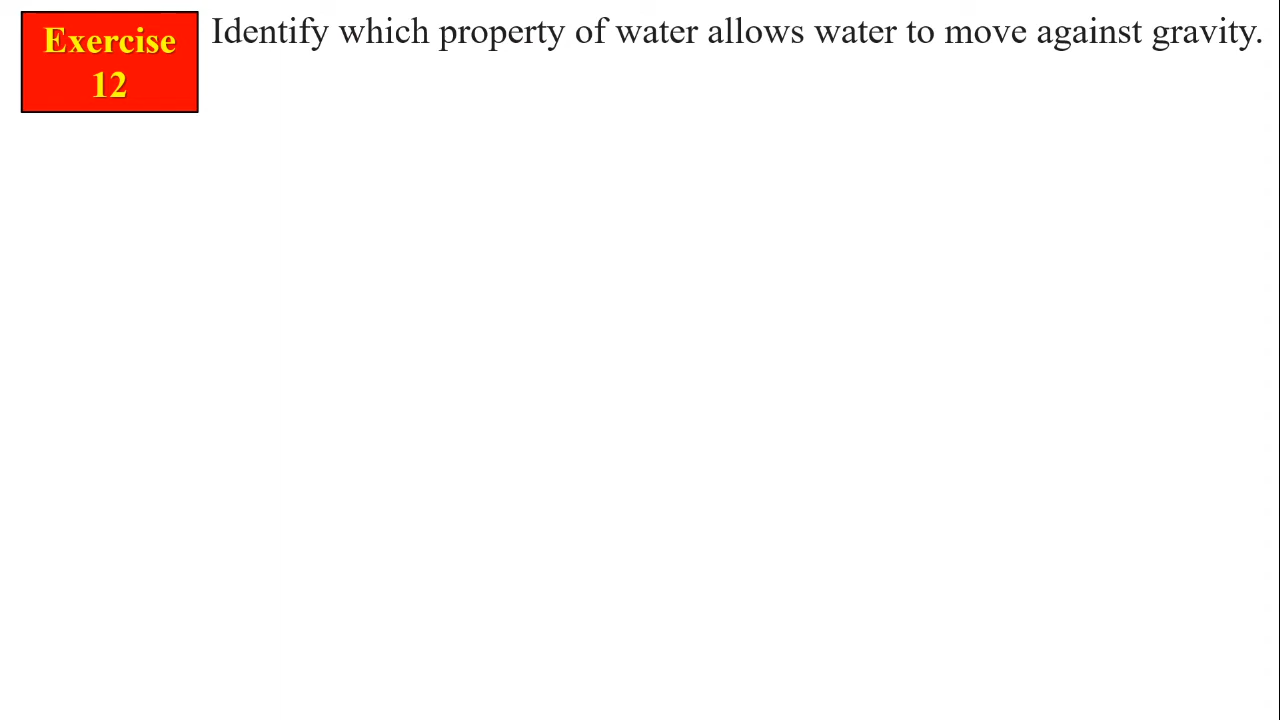 Exercise
12
Identify which property of water allows water to move against gravity.